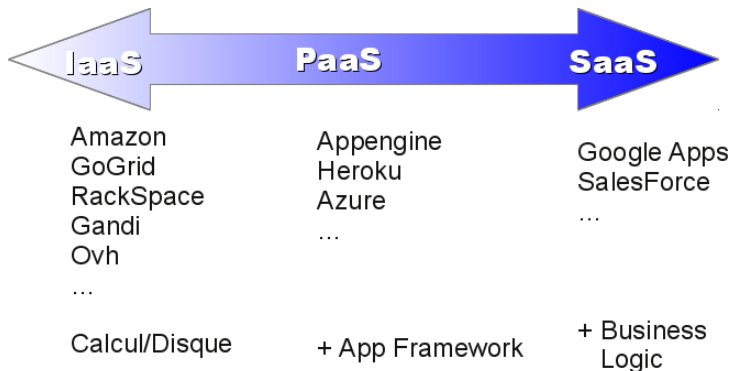 IaaS
PaaS
SaaS
Amazon
GoGrid
RackSpace
Gandi
Ovh
...
Calcul/Disque
Appengine
Heroku
Azure
...
+ App Framework
Google Apps
SalesForce
...
+ Business
Logic